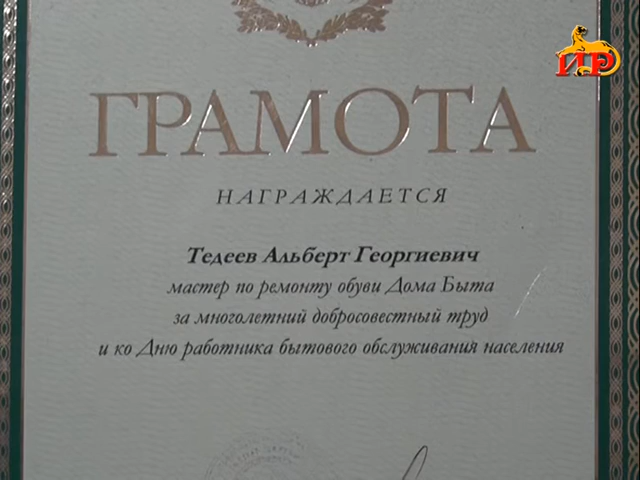 ИР
ГРАМОТА
НАГРАЖДАЕТСЯ
Тедеев Альберт Георгиевич
мастер по ремонту обуви Дома Быта
за многолетний добросовестный труд
и ко Дню работника бытового обслуживания населения